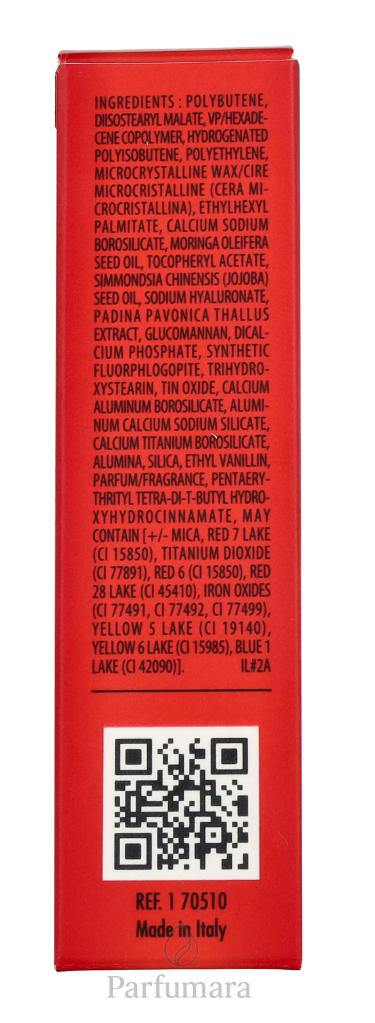 INGREDIENTS : POLYBUTENE,
DIISOSTEARYL MALATE, VP/HEXADE-
CENE COPOLYMER, HYDROGENATED
POLYISOBUTENE, POLYETHYLENE,
MICROCRYSTALLINE WAX/CIRE
MICROCRISTALLINE (CERA MI-
CROCRISTALLINA), ETHYLHEXYL
PALMITATE, CALCIUM SODIUM
BOROSILICATE, MORINGA OLEIFERA
SEED OIL, TOCOPHERYL ACETATE,
SIMMONDSIA CHINENSIS (JOJOBA)
SEED OIL, SODIUM HYALURONATE,
PADINA PAVONICA THALLUS
EXTRACT, GLUCOMANNAN, DICAL-
CIUM PHOSPHATE, SYNTHETIC
FLUORPHLOGOPITE, TRIHYDRO-
XYSTEARIN, TIN OXIDE, CALCIUM
ALUMINUM BOROSILICATE, ALUMI-
NUM CALCIUM SODIUM SILICATE,
CALCIUM TITANIUM BOROSILICATE,
ALUMINA, SILICA, ETHYL VANILLIN,
PARFUM/FRAGRANCE, PENTAERY-
THRITYL TETRA-DI-T-BUTYL HYDRO-
XYHYDROCINNAMATE, MAY
CONTAIN [+/- MICA, RED 7 LAKE
(CI 15850), TITANIUM DIOXIDE
(CI 77891), RED 6 (CI 15850), RED
28 LAKE (CI 45410), IRON OXIDES
(CI 77491, CI 77492, CI 77499),
YELLOW 5 LAKE (CI 19140),
YELLOW 6 LAKE (CI 15985), BLUE 1
LAKE (CI 42090)]. IL#2A
REF. 1 70510
Made in Italy
Parfumara